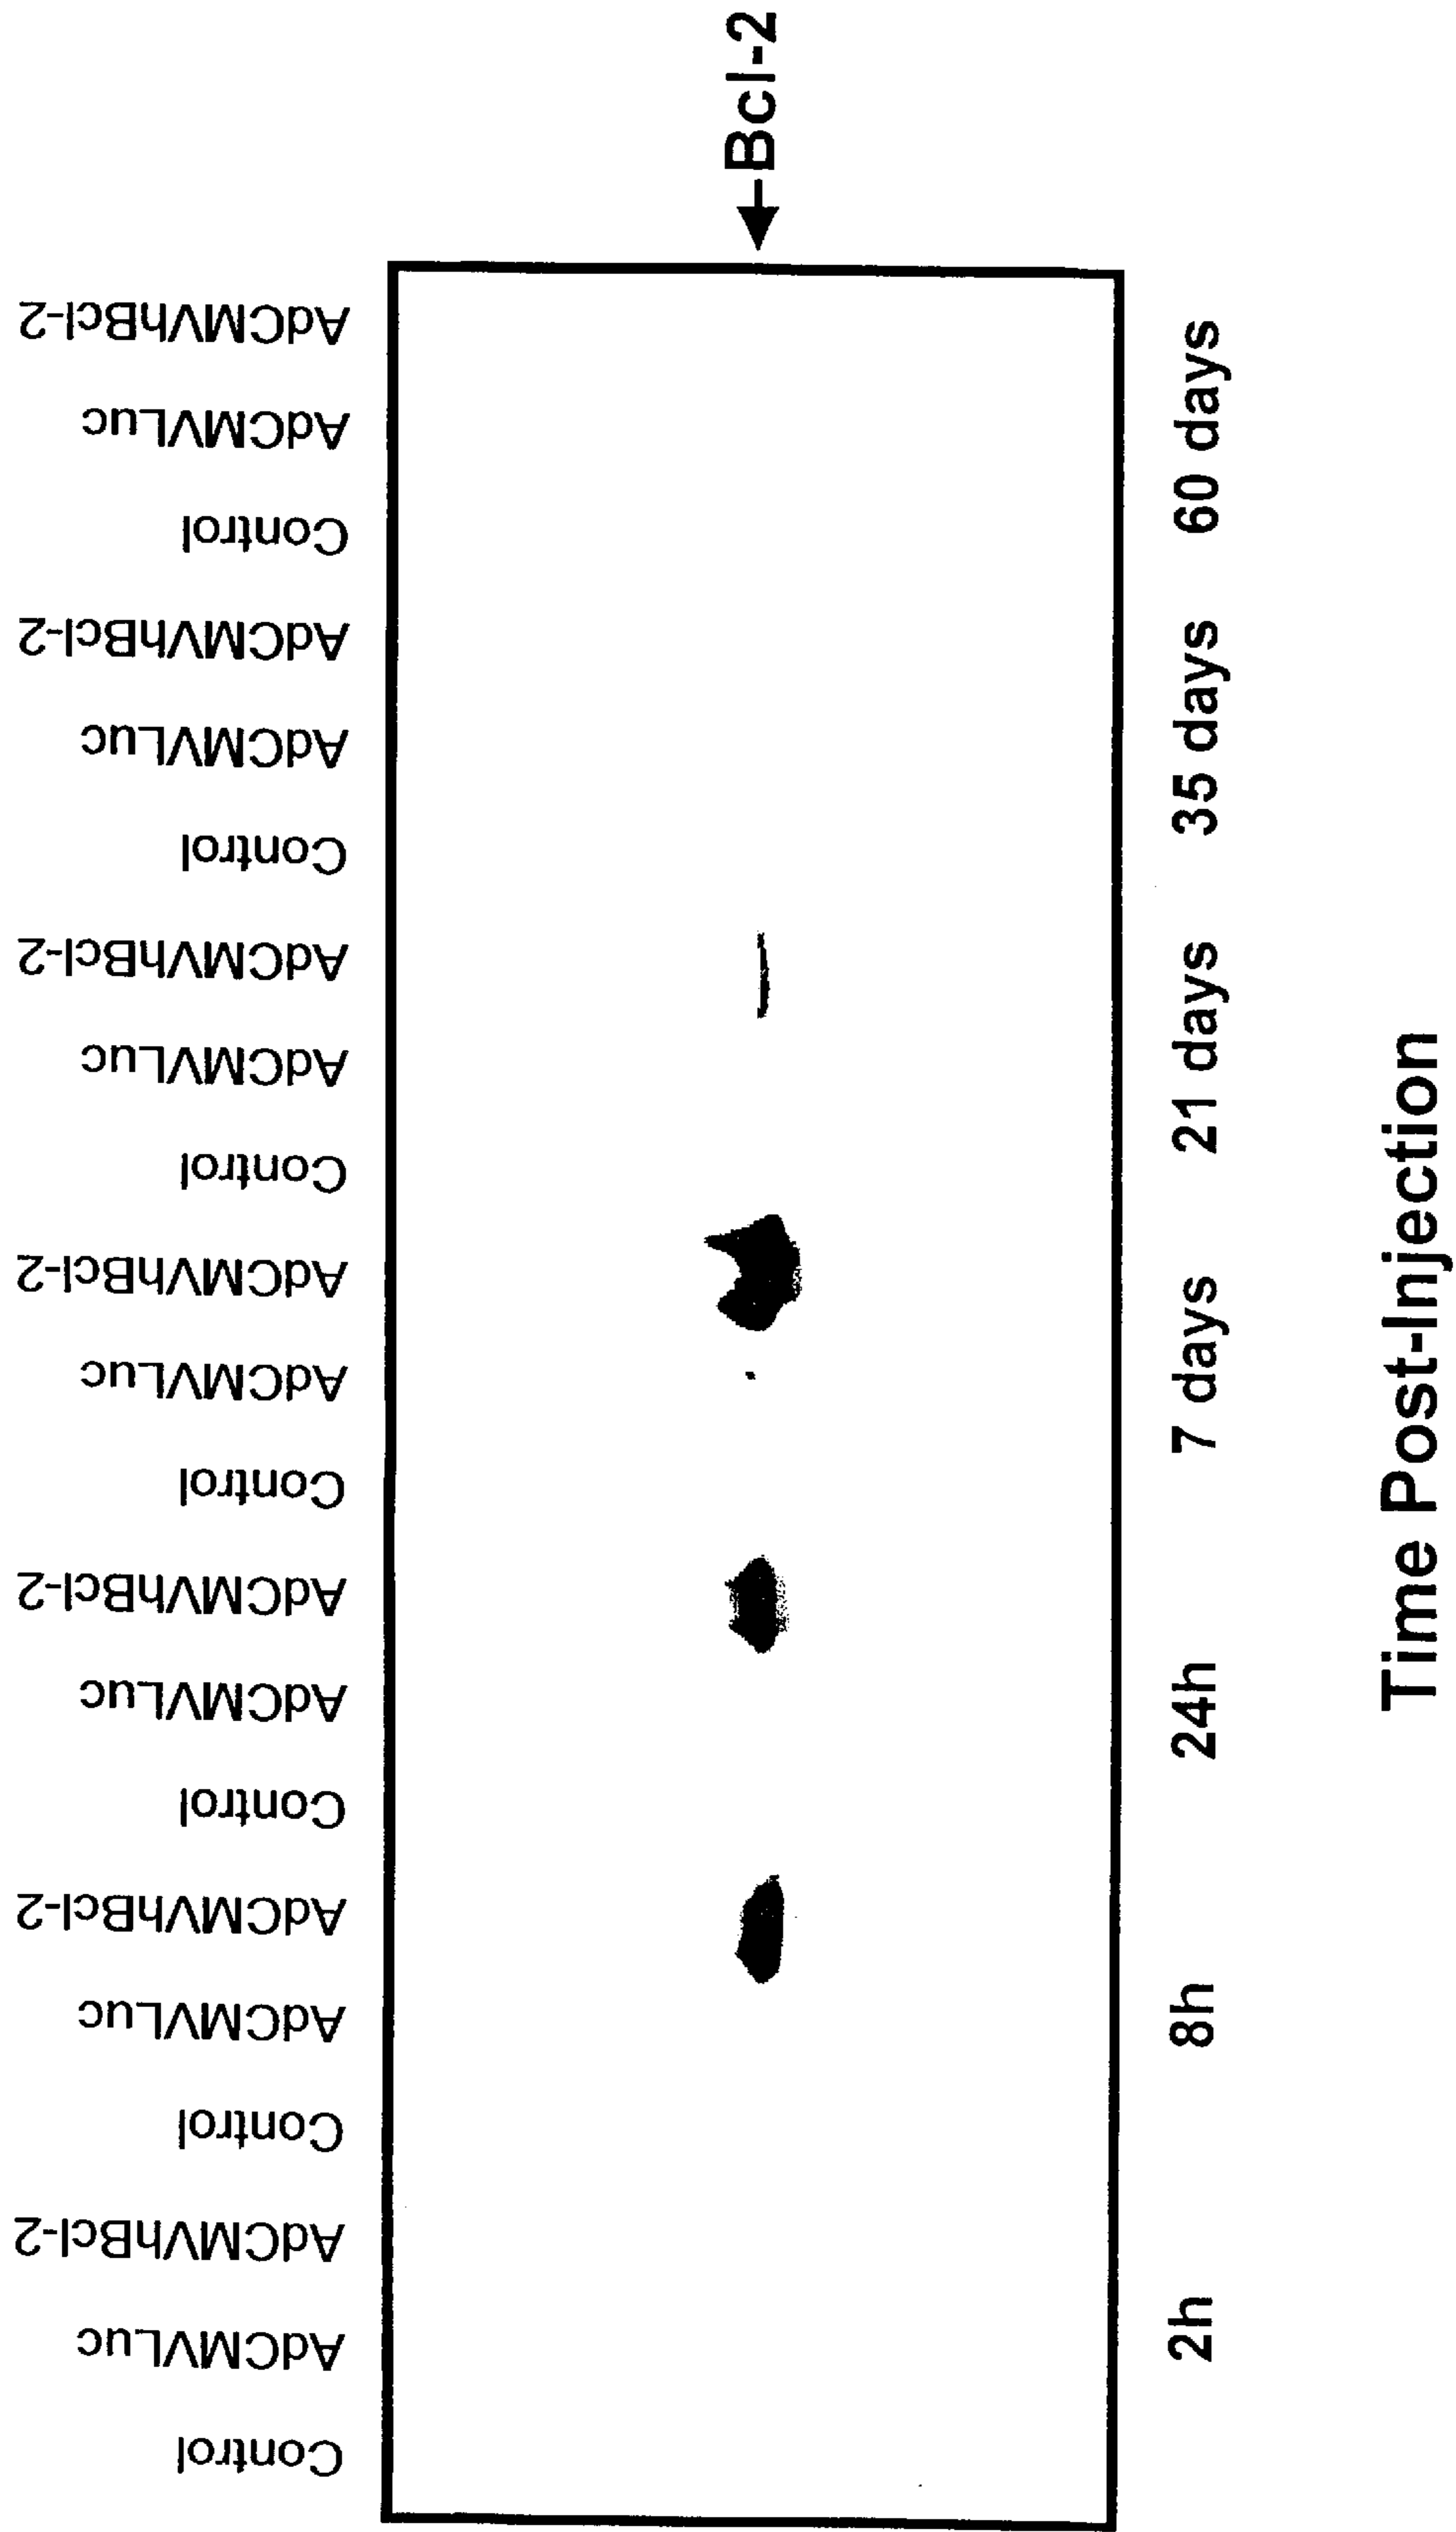 Control
AdCMVLuc
AdCMVhBcl-2
Control
AdCMVLuc
AdCMVhBcl-2
Control
AdCMVLuc
AdCMVhBcl-2
Control
AdCMVLuc
AdCMVhBcl-2
Control
AdCMVLuc
AdCMVhBcl-2
Control
AdCMVLuc
AdCMVhBcl-2
Control
AdCMVLuc
AdCMVhBcl-2
Bcl-2
2h 8h 24h 7 days 21 days 35 days 60 days
Time Post-Injection